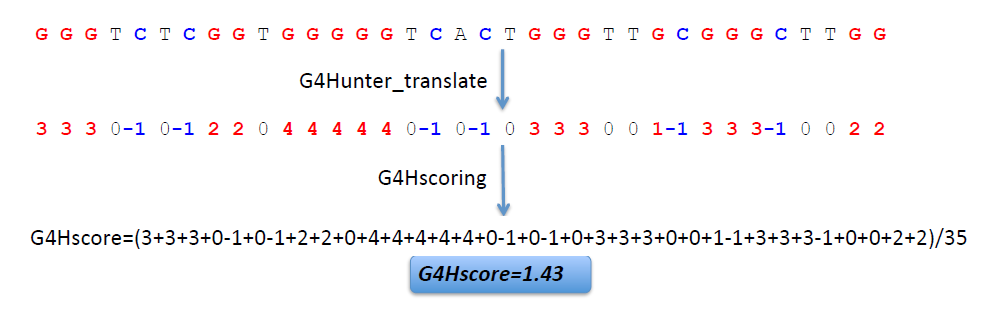 G G G T C T C G G T G G G G G T C A C T G G G T T G C G G G C T T G G
G4Hunter_translate
3 3 3 0-1 0-1 2 2 0 4 4 4 4 4 0-1 0-1 0 3 3 3 0 0 1-1 3 3 3-1 0 0 2 2
G4Hscoring
G4Hscore=(3+3+3+0-1+0-1+2+2+0+4+4+4+4+4+0-1+0-1+0+3+3+3+0+0+1-1+3+3+3-1+0+0+2+2)/35
G4Hscore=1.43